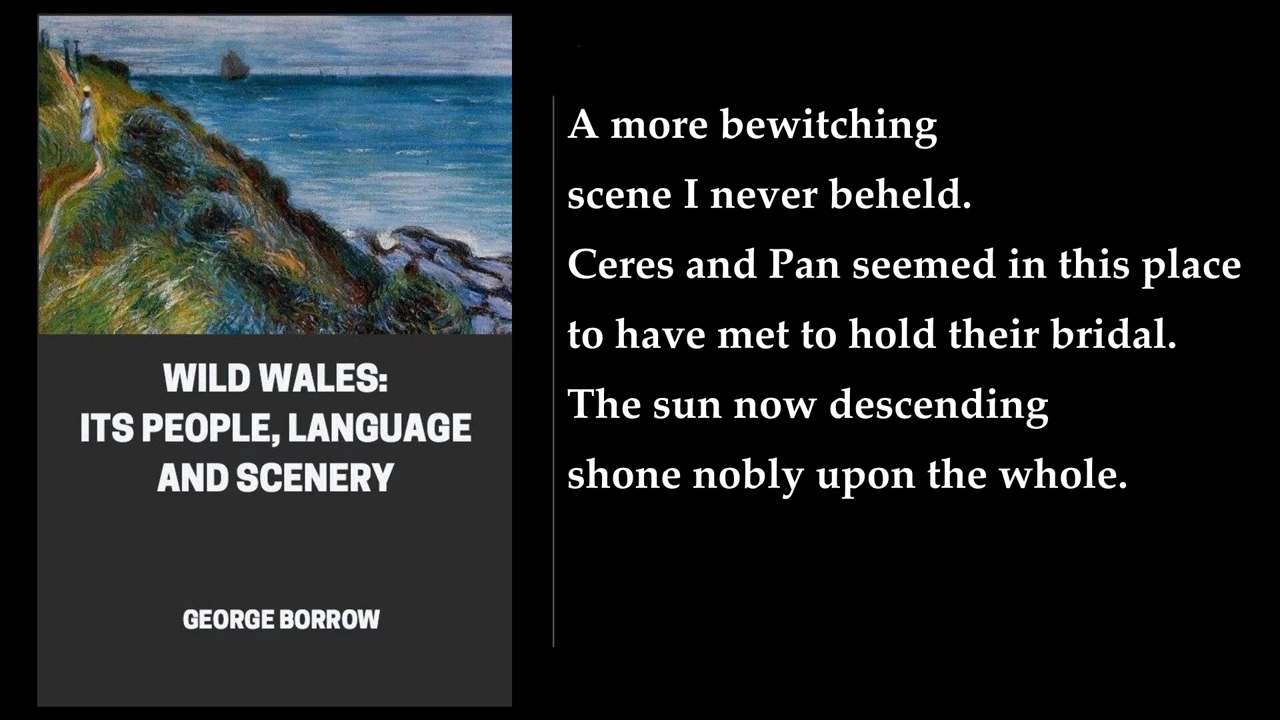 WILD WALES:
ITS PEOPLE, LANGUAGE
AND SCENERY
GEORGE BORROW
A more bewitching
scene I never beheld.
Ceres and Pan seemed in this place
to have met to hold their bridal.
The sun now descending
shone nobly upon the whole.